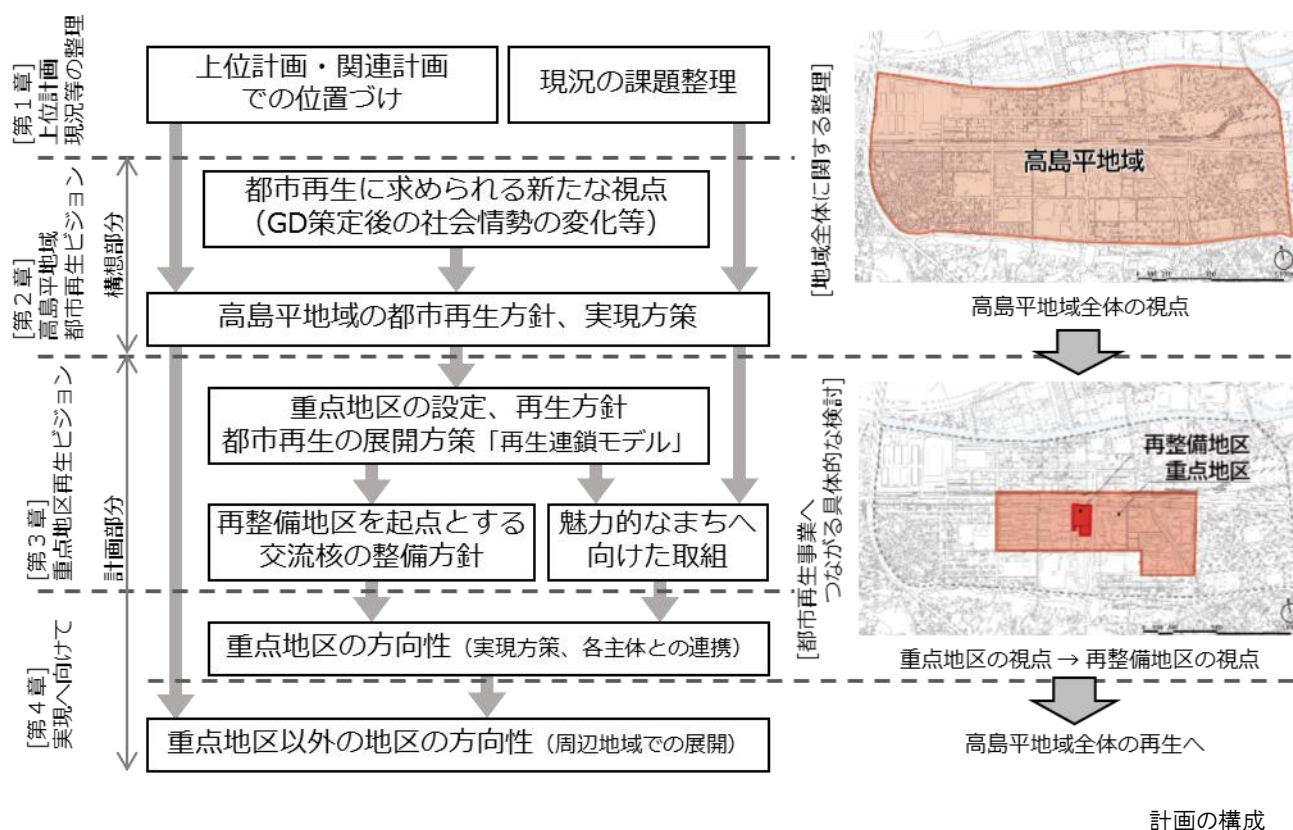 [第１章]
上位計画
現況等の整理
上位計画・関連計画
での位置づけ
現況の課題整理
[第２章]
高島平地域
都市再生ビジョン
構想部分
都市再生に求められる新たな視点
（GD策定後の社会情勢の変化等）
高島平地域の都市再生方針、実現方策
[第３章]
重点地区再生ビジョン
計画部分
重点地区の設定、再生方針
都市再生の展開方策「再生連鎖モデル」
再整備地区を起点とする
交流核の整備方針
魅力的なまちへ
向けた取組
[第４章]
実現へ向けて
重点地区の方向性（実現方策、各主体との連携）
重点地区以外の地区の方向性（周辺地域での展開）
[地域全体に関する整理]
高島平地域
高島平地域全体の視点
[都市再生事業へ
つながる具体的な検討]
再整備地区
重点地区
重点地区の視点 → 再整備地区の視点
高島平地域全体の再生へ
計画の構成